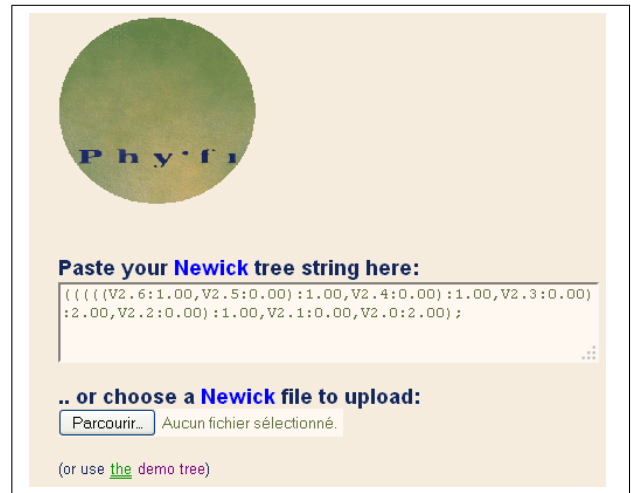 Phy·fi
Paste your Newick tree string here:
(((((V2.6:1.00,V2.5:0.00):1.00,V2.4:0.00):1.00,V2.3:0.00)
:2.00,V2.2:0.00):1.00,V2.1:0.00,V2.0:2.00);
.. or choose a Newick file to upload:
Parcourir… Aucun fichier sélectionné.
(or use the demo tree)